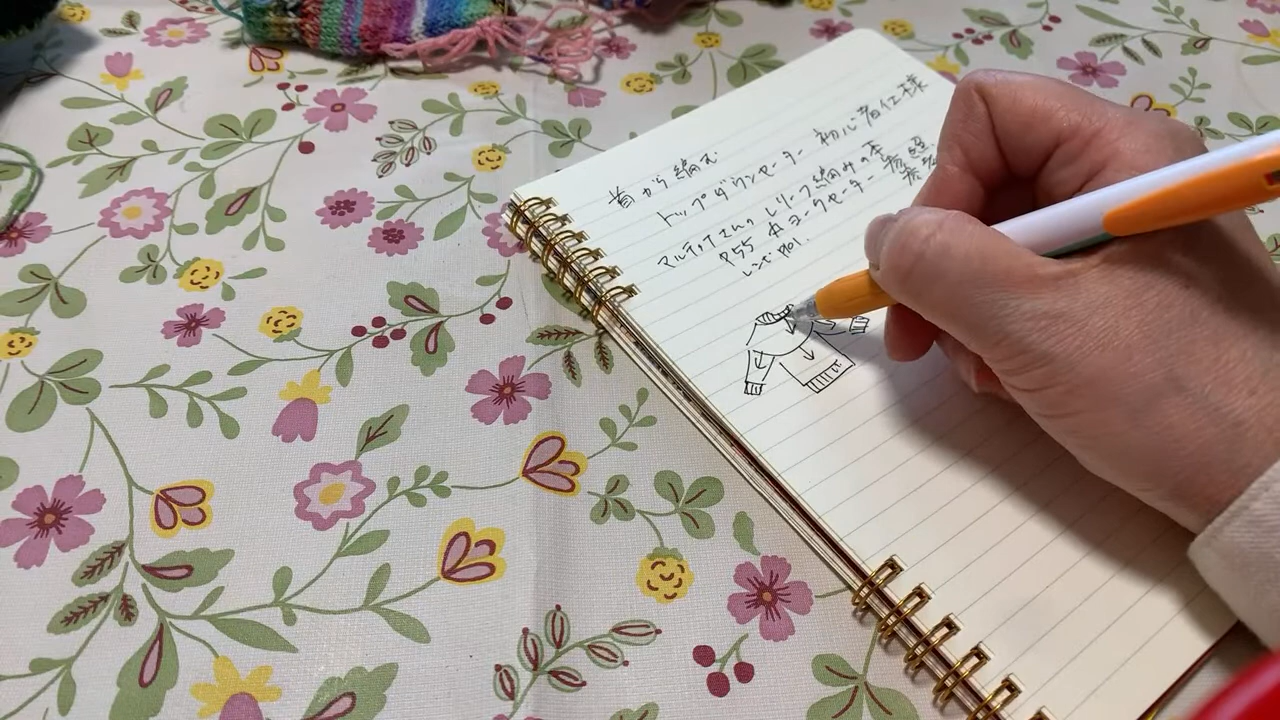 首から編む
トップダウンセーター 初心者仕様
マルティナさんの レリーフ編みの本
P55 丸ヨークセーター 参照
レシピ P01.